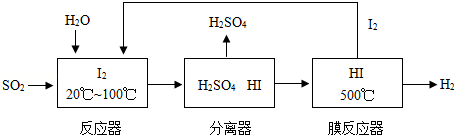 H₂SO₄
I₂
H₂O
SO₂
I₂
20℃~100℃
H₂SO₄ HI
HI
500℃
H₂
反应器
分离器
膜反应器